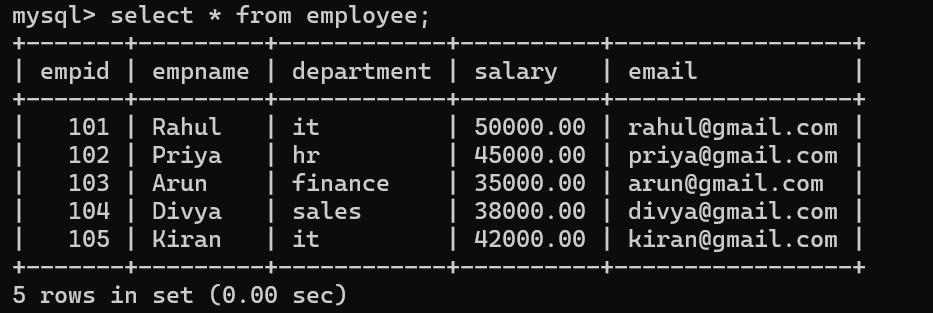 mysql> select * from employee;
+-------+---------+------------+----------+-----------------+
| empid | empname | department | salary   | email           |
+-------+---------+------------+----------+-----------------+
|   101 | Rahul   | it         | 50000.00 | rahul@gmail.com |
|   102 | Priya   | hr         | 45000.00 | priya@gmail.com |
|   103 | Arun    | finance    | 35000.00 | arun@gmail.com  |
|   104 | Divya   | sales      | 38000.00 | divya@gmail.com |
|   105 | Kiran   | it         | 42000.00 | kiran@gmail.com |
+-------+---------+------------+----------+-----------------+
5 rows in set (0.00 sec)